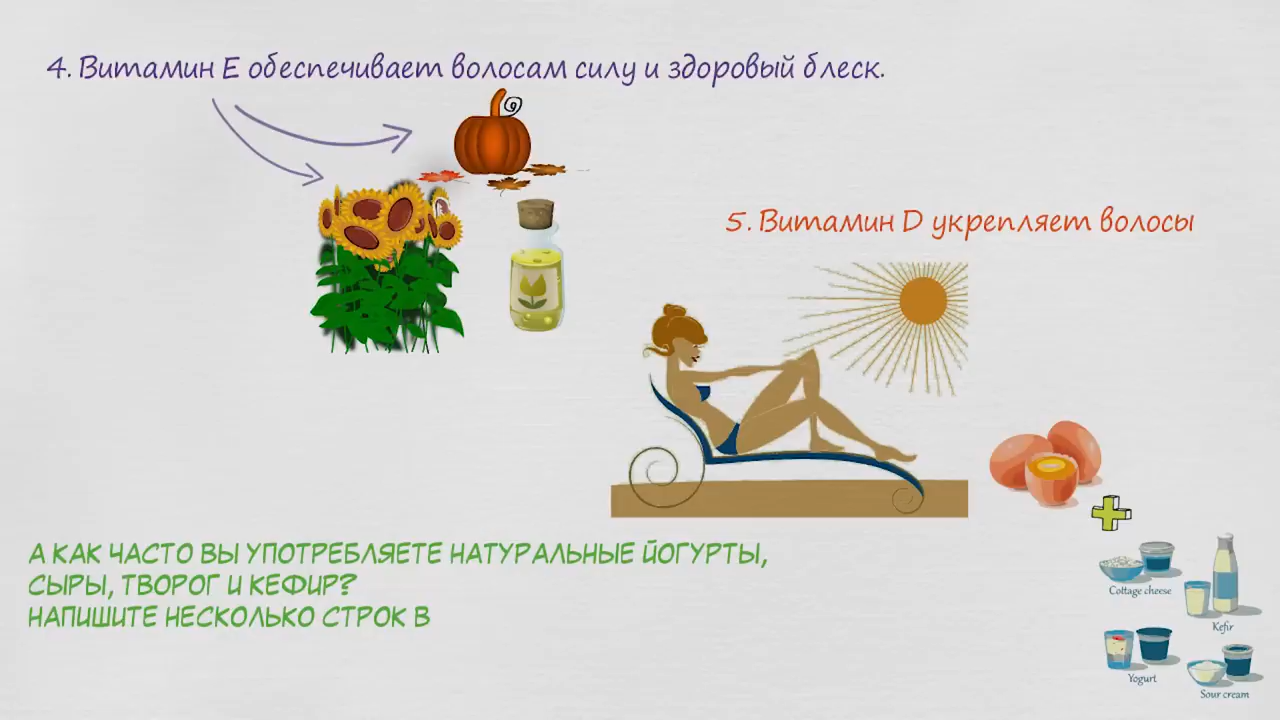 4. Витамин Е обеспечивает волосам силу и здоровый блеск.
5. Витамин D укрепляет волосы
А КАК ЧАСТО ВЫ УПОТРЕБЛЯЕТЕ НАТУРАЛЬНЫЕ ЙОГУРТЫ,
СЫРЫ, ТВОРОГ И КЕФИР?
НАПИШИТЕ НЕСКОЛЬКО СТРОК В
Cottage cheese
Kefir
Yogurt
Sour cream